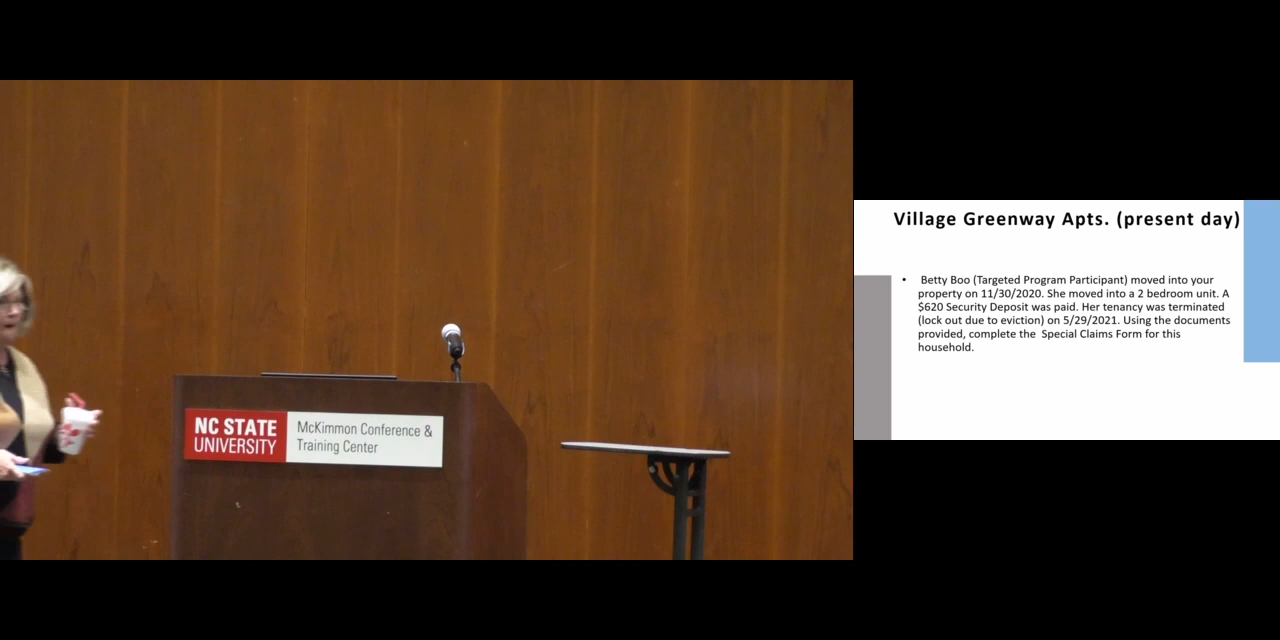 NC STATE
UNIVERSITY
McKimmon Conference &
Training Center
Village Greenway Apts. (present day)
• Betty Boo (Targeted Program Participant) moved into your
property on 11/30/2020. She moved into a 2 bedroom unit. A
$620 Security Deposit was paid. Her tenancy was terminated
(lock out due to eviction) on 5/29/2021. Using the documents
provided, complete the Special Claims Form for this
household.